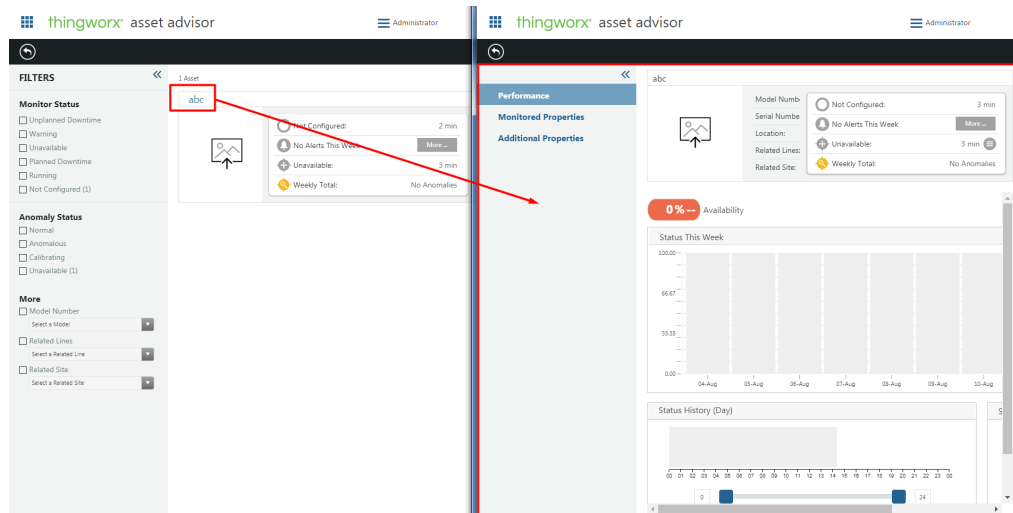 thingworx asset advisor
Administrator
FILTERS
Monitor Status
Unplanned Downtime
Warning
Unavailable
Planned Downtime
Running
Not Configured (1)
Anomaly Status
Normal
Anomalous
Calibrating
Unavailable (1)
More
Model Number
Select a Model
Related Lines
Select a Related Line
Related Site
Select a Related Site
1 Asset
abc
Not Configured: 2 min
No Alerts This Week More ...
Unavailable: 3 min
Weekly Total: No Anomalies
thingworx asset advisor
Administrator
Performance
Monitored Properties
Additional Properties
abc
Model Numb
Serial Numbe
Location:
Related Lines:
Related Site:
Not Configured: 3 min
No Alerts This Week More ...
Unavailable: 3 min
Weekly Total: No Anomalies
0 % -- Availability
Status This Week
100.00
66.67
33.33
0.00
04-Aug 05-Aug 06-Aug 07-Aug 08-Aug 09-Aug 10-Aug
Status History (Day)
S
00 01 02 03 04 05 06 07 08 09 10 11 12 13 14 15 16 17 18 19 20 21 22 23 00
0 24